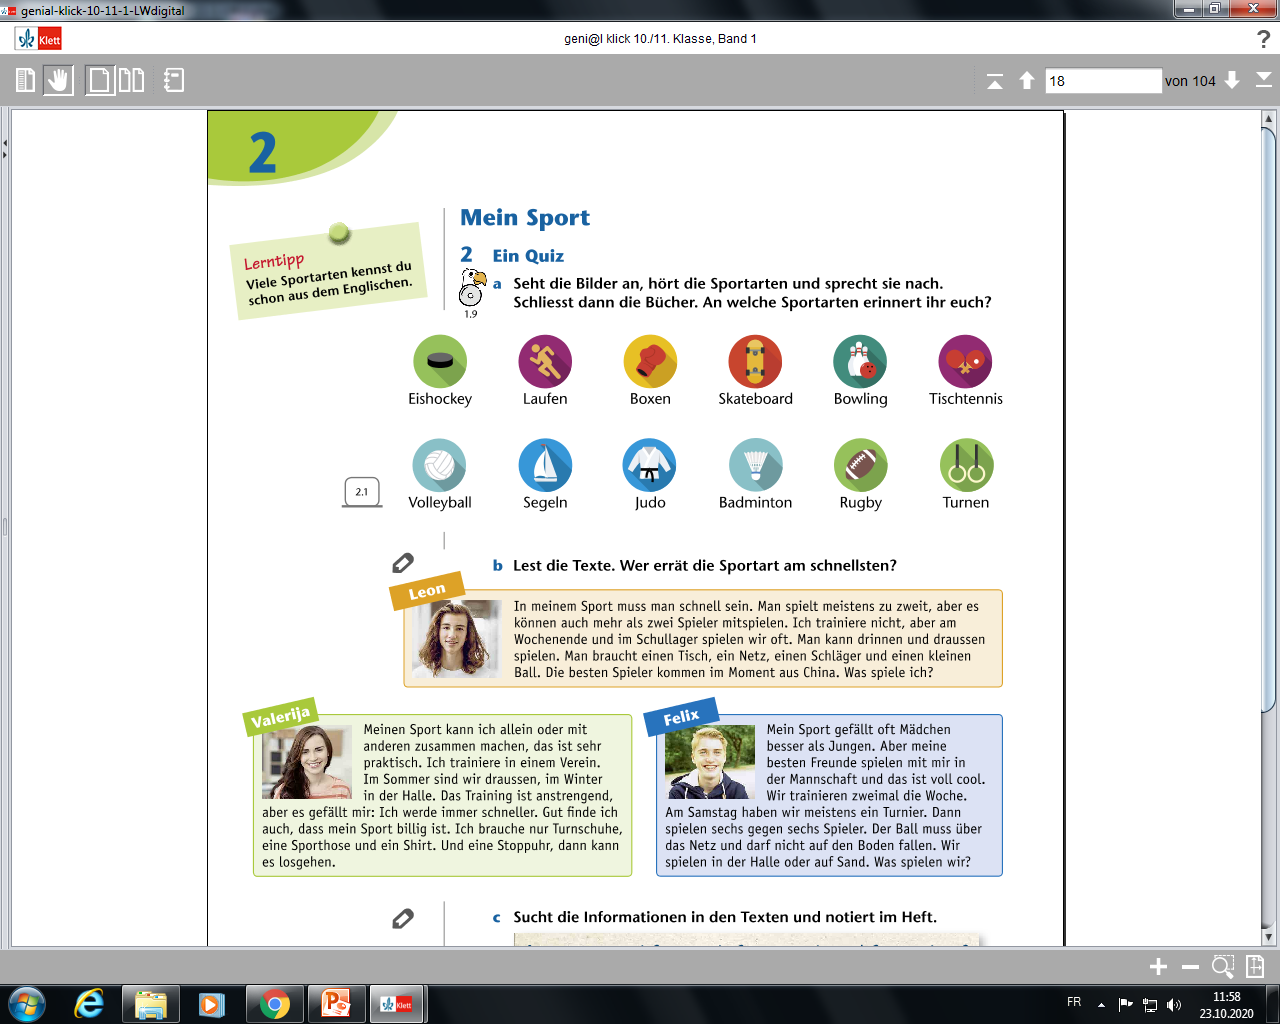 genial-klick-10-11-1-LWdigital
Klett
geni@l klick 10./11. Klasse, Band 1
?
18 von 104
2
Mein Sport
Lerntipp
Viele Sportarten kennst du
schon aus dem Englischen.
2 Ein Quiz
a Seht die Bilder an, hört die Sportarten und sprecht sie nach.
Schliesst dann die Bücher. An welche Sportarten erinnert ihr euch?
1.9
Eishockey Laufen Boxen Skateboard Bowling Tischtennis
2.1
Volleyball Segeln Judo Badminton Rugby Turnen
b Lest die Texte. Wer errät die Sportart am schnellsten?
Leon
In meinem Sport muss man schnell sein. Man spielt meistens zu zweit, aber es
können auch mehr als zwei Spieler mitspielen. Ich trainiere nicht, aber am
Wochenende und im Schullager spielen wir oft. Man kann drinnen und draussen
spielen. Man braucht einen Tisch, ein Netz, einen Schläger und einen kleinen
Ball. Die besten Spieler kommen im Moment aus China. Was spiele ich?
Valerija
Meinen Sport kann ich allein oder mit
anderen zusammen machen, das ist sehr
praktisch. Ich trainiere in einem Verein.
Im Sommer sind wir draussen, im Winter
in der Halle. Das Training ist anstrengend,
aber es gefällt mir: Ich werde immer schneller. Gut finde ich
auch, dass mein Sport billig ist. Ich brauche nur Turnschuhe,
eine Sporthose und ein Shirt. Und eine Stoppuhr, dann kann
es losgehen.
Felix
Mein Sport gefällt oft Mädchen
besser als Jungen. Aber meine
besten Freunde spielen mit mir in
der Mannschaft und das ist voll cool.
Wir trainieren zweimal die Woche.
Am Samstag haben wir meistens ein Turnier. Dann
spielen sechs gegen sechs Spieler. Der Ball muss über
das Netz und darf nicht auf den Boden fallen. Wir
spielen in der Halle oder auf Sand. Was spielen wir?
c Sucht die Informationen in den Texten und notiert im Heft.
Klett
FR
11:58
23.10.2020